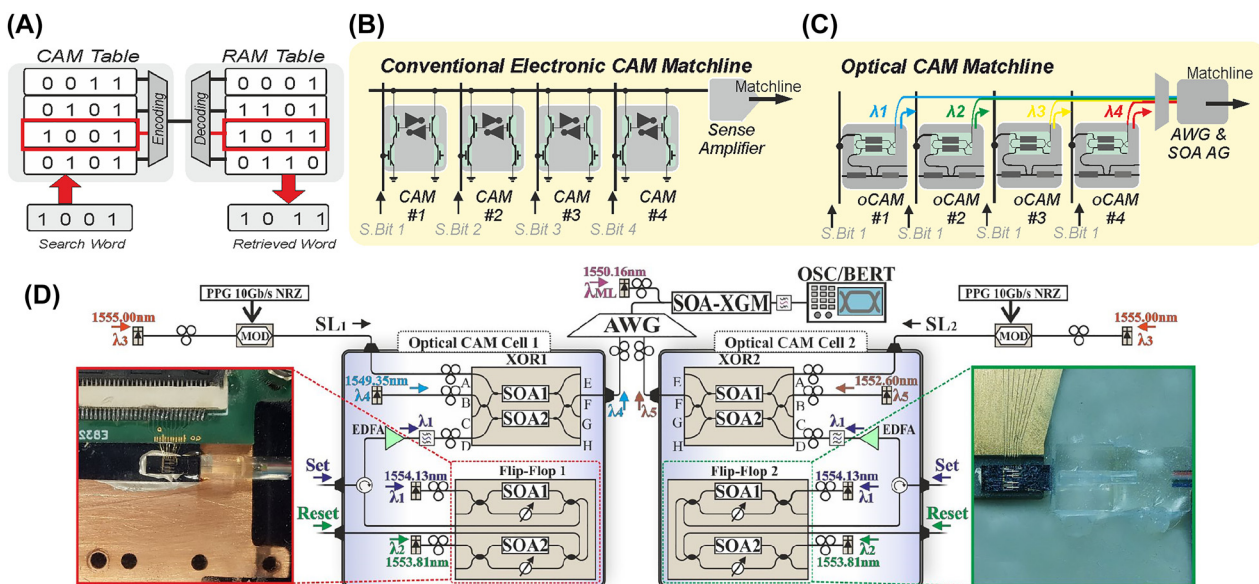 (A)
CAM Table
RAM Table
0 0 1 1
0 1 0 1
1 0 0 1
0 1 0 1
Encoding
Decoding
0 0 0 1
1 1 0 1
1 0 1 1
0 1 1 0
1 0 0 1
Search Word
1 0 1 1
Retrieved Word
(B)
Conventional Electronic CAM Matchline
Matchline
Sense
Amplifier
CAM
#1
CAM
#2
CAM
#3
CAM
#4
S.Bit 1
S.Bit 2
S.Bit 3
S.Bit 4
(C)
Optical CAM Matchline
Matchline
λ1
λ2
λ3
λ4
AWG &
SOA AG
oCAM
#1
oCAM
#2
oCAM
#3
oCAM
#4
S.Bit 1
S.Bit 1
S.Bit 1
S.Bit 1
(D)
PPG 10Gb/s NRZ
1555.00nm
λ3
MOD
SL1
1550.16nm
λML
SOA-XGM
OSC/BERT
AWG
SL2
PPG 10Gb/s NRZ
MOD
1555.00nm
λ3
Optical CAM Cell 1
XOR1
1549.35nm
λ4
A
B
C
D
SOA1
SOA2
E
F
G
H
λ4
EDFA
λ1
Set
Reset
Flip-Flop 1
1554.13nm
λ1
SOA1
SOA2
λ2
1553.81nm
Optical CAM Cell 2
XOR2
λ5
E
F
G
H
SOA1
SOA2
A
B
C
D
1552.60nm
λ5
λ1
EDFA
Set
Reset
Flip-Flop 2
SOA1
SOA2
1554.13nm
λ1
λ2
1553.81nm
E832